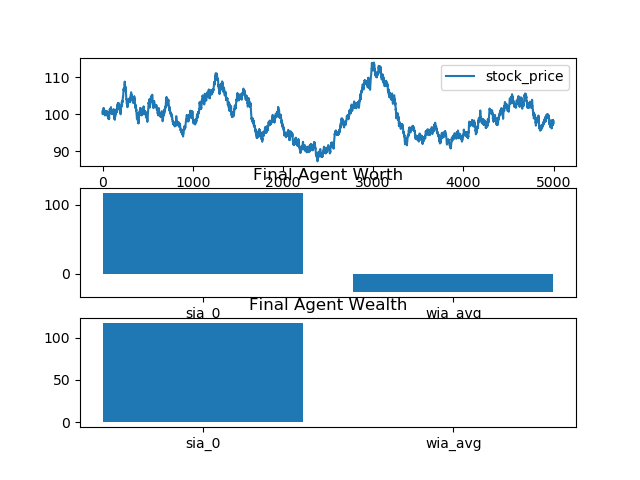 110
100
90
stock_price
0
1000
2000
3000
4000
5000
Final Agent Worth
100
0
sia_0
wia_avg
Final Agent Wealth
100
50
0
sia_0
wia_avg